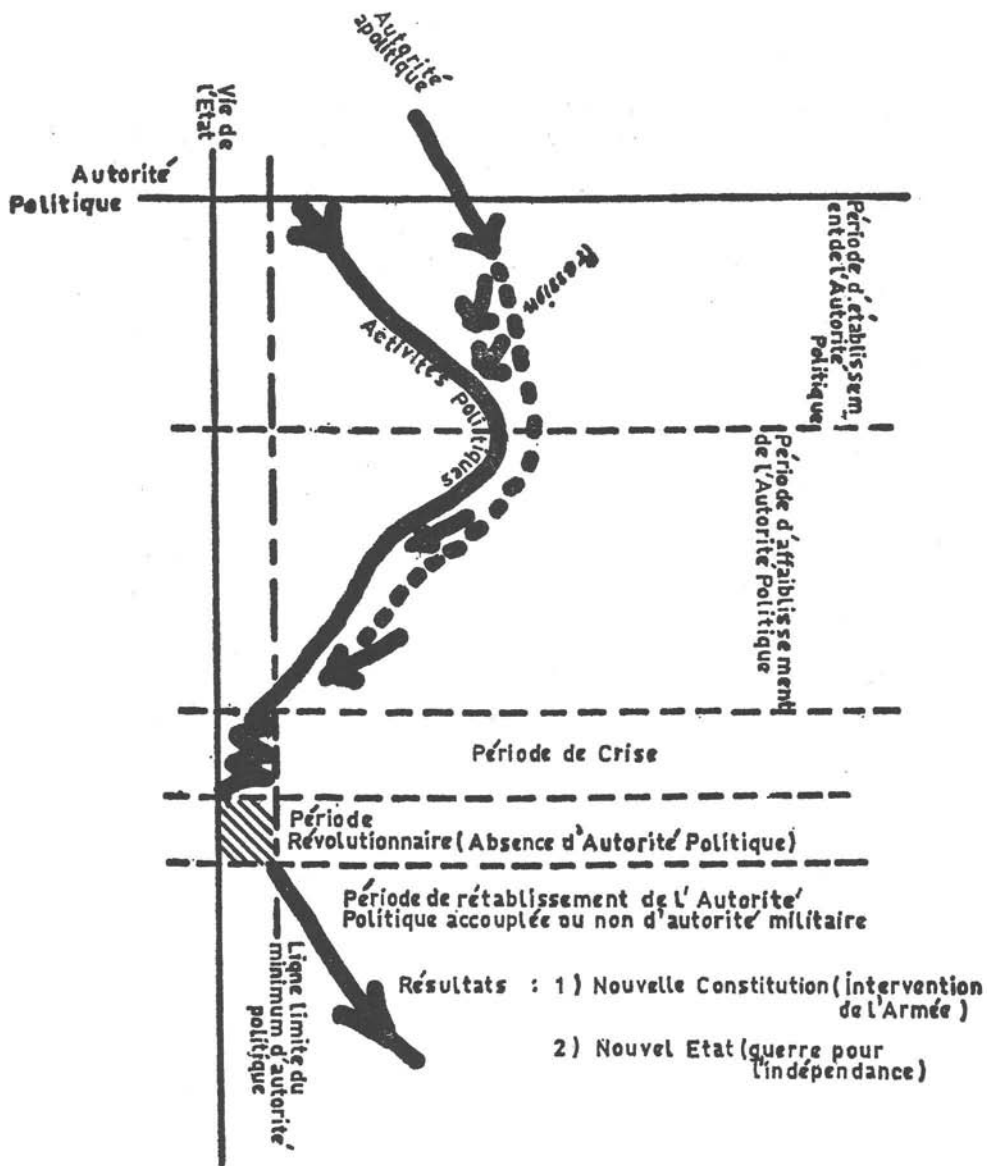 Autorité
apolitique
Vie de
l'Etat
Autorité
Politique
Pression
Activités politiques
Période d'établissem-
ent de l'Autorité
Politique
Période d'affaiblissement
de l'Autorité Politique
Période de Crise
Période
Révolutionnaire (Absence d'Autorité Politique)
Période de rétablissement de l'Autorité
Politique accouplée ou non d'autorité militaire
Ligne limite du
minimum d'autorité
politique
Résultats : 1) Nouvelle Constitution (intervention
de l'Armée)
2) Nouvel Etat (guerre pour
l'indépendance)